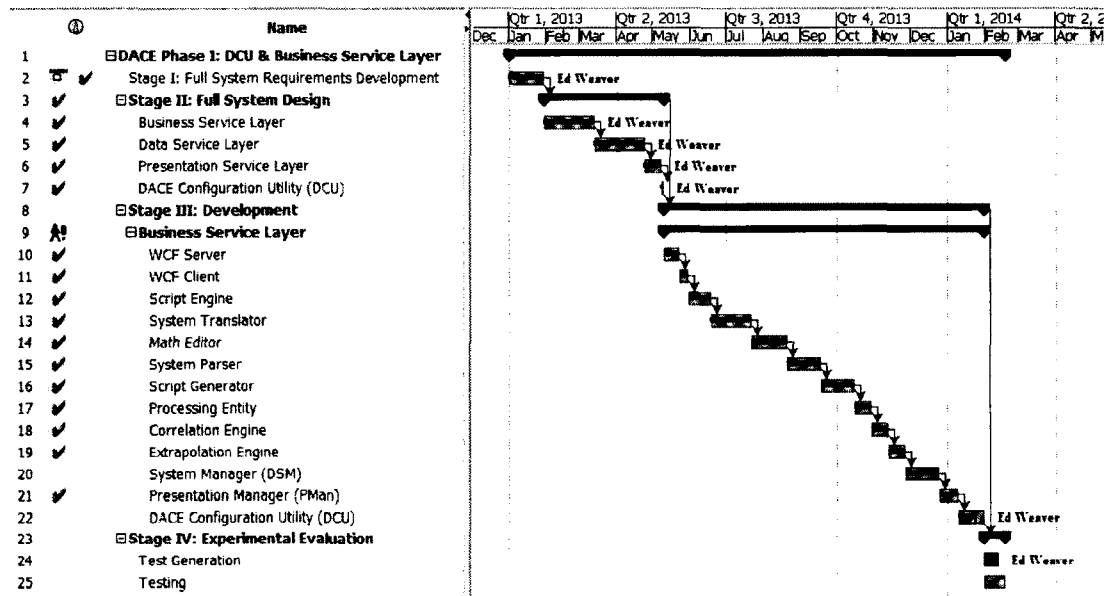 Name
Qtr 1, 2013 Qtr 2, 2013 Qtr 3, 2013 Qtr 4, 2013 Qtr 1, 2014 Qtr 2, 2
Dec Jan Feb Mar Apr May Jun Jul Aug Sep Oct Nov Dec Jan Feb Mar Apr M
1 DACE Phase I: DCU & Business Service Layer
2 Stage I: Full System Requirements Development Ed Weaver
3 Stage II: Full System Design
4 Business Service Layer Ed Weaver
5 Data Service Layer Ed Weaver
6 Presentation Service Layer Ed Weaver
7 DACE Configuration Utility (DCU) Ed Weaver
8 Stage III: Development
9 Business Service Layer
10 WCF Server
11 WCF Client
12 Script Engine
13 System Translator
14 Math Editor
15 System Parser
16 Script Generator
17 Processing Entity
18 Correlation Engine
19 Extrapolation Engine
20 System Manager (DSM)
21 Presentation Manager (PMan)
22 DACE Configuration Utility (DCU) Ed Weaver
23 Stage IV: Experimental Evaluation
24 Test Generation Ed Weaver
25 Testing